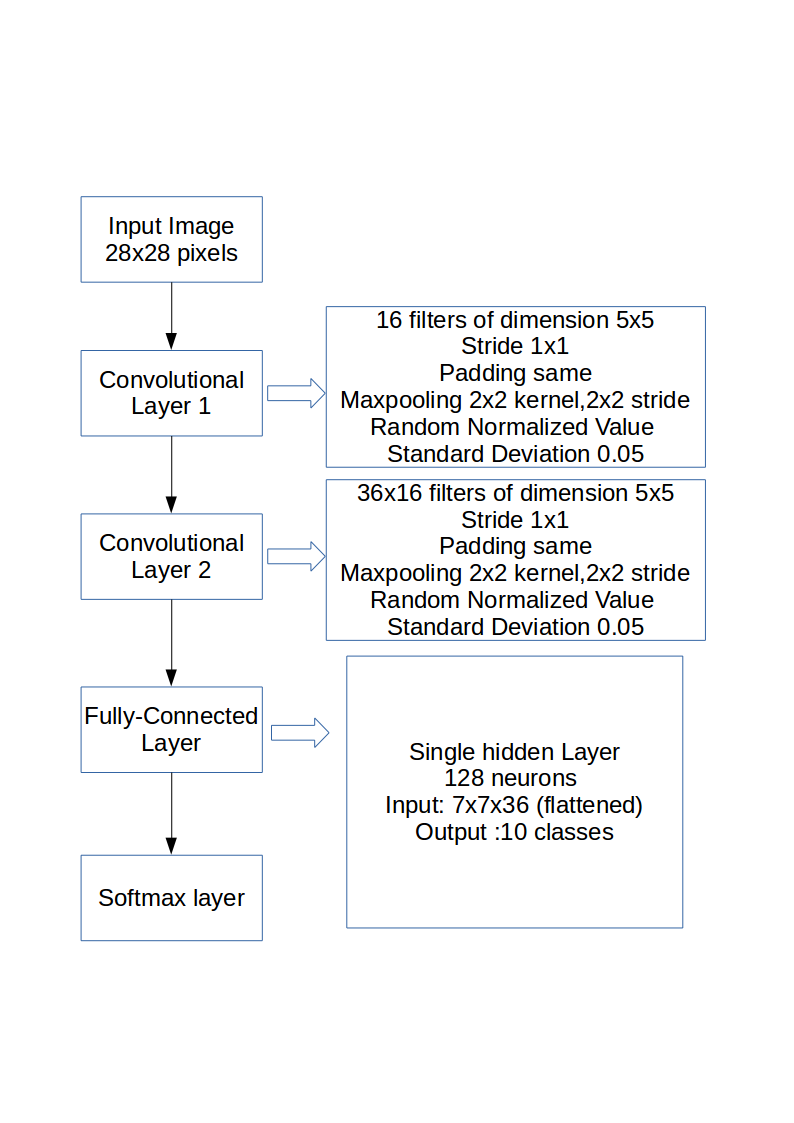 Input Image
28x28 pixels
Convolutional
Layer 1
16 filters of dimension 5x5
Stride 1x1
Padding same
Maxpooling 2x2 kernel,2x2 stride
Random Normalized Value
Standard Deviation 0.05
Convolutional
Layer 2
36x16 filters of dimension 5x5
Stride 1x1
Padding same
Maxpooling 2x2 kernel,2x2 stride
Random Normalized Value
Standard Deviation 0.05
Fully-Connected
Layer
Single hidden Layer
128 neurons
Input: 7x7x36 (flattened)
Output :10 classes
Softmax layer